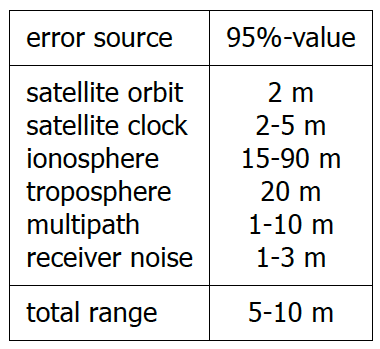 error source 95%-value
satellite orbit 2 m
satellite clock 2-5 m
ionosphere 15-90 m
troposphere 20 m
multipath 1-10 m
receiver noise 1-3 m
total range 5-10 m